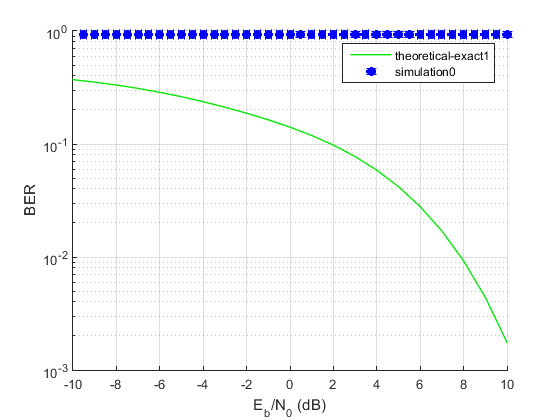 10^0
theoretical-exact1
simulation0
10^-1
BER
10^-2
10^-3
-10 -8 -6 -4 -2 0 2 4 6 8 10
E_b/N_0 (dB)